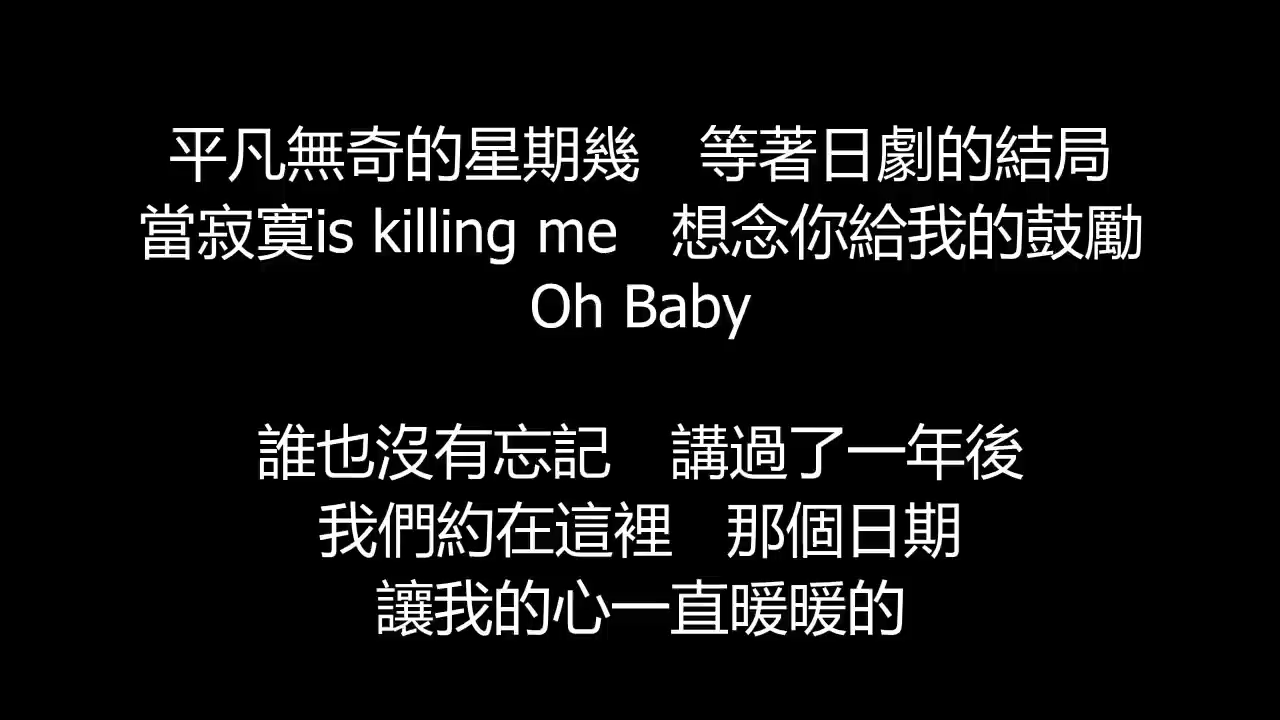 平凡無奇的星期幾　等著日劇的結局
當寂寞is killing me　想念你給我的鼓勵
Oh Baby
誰也沒有忘記　講過了一年後
我們約在這裡　那個日期
讓我的心一直暖暖的